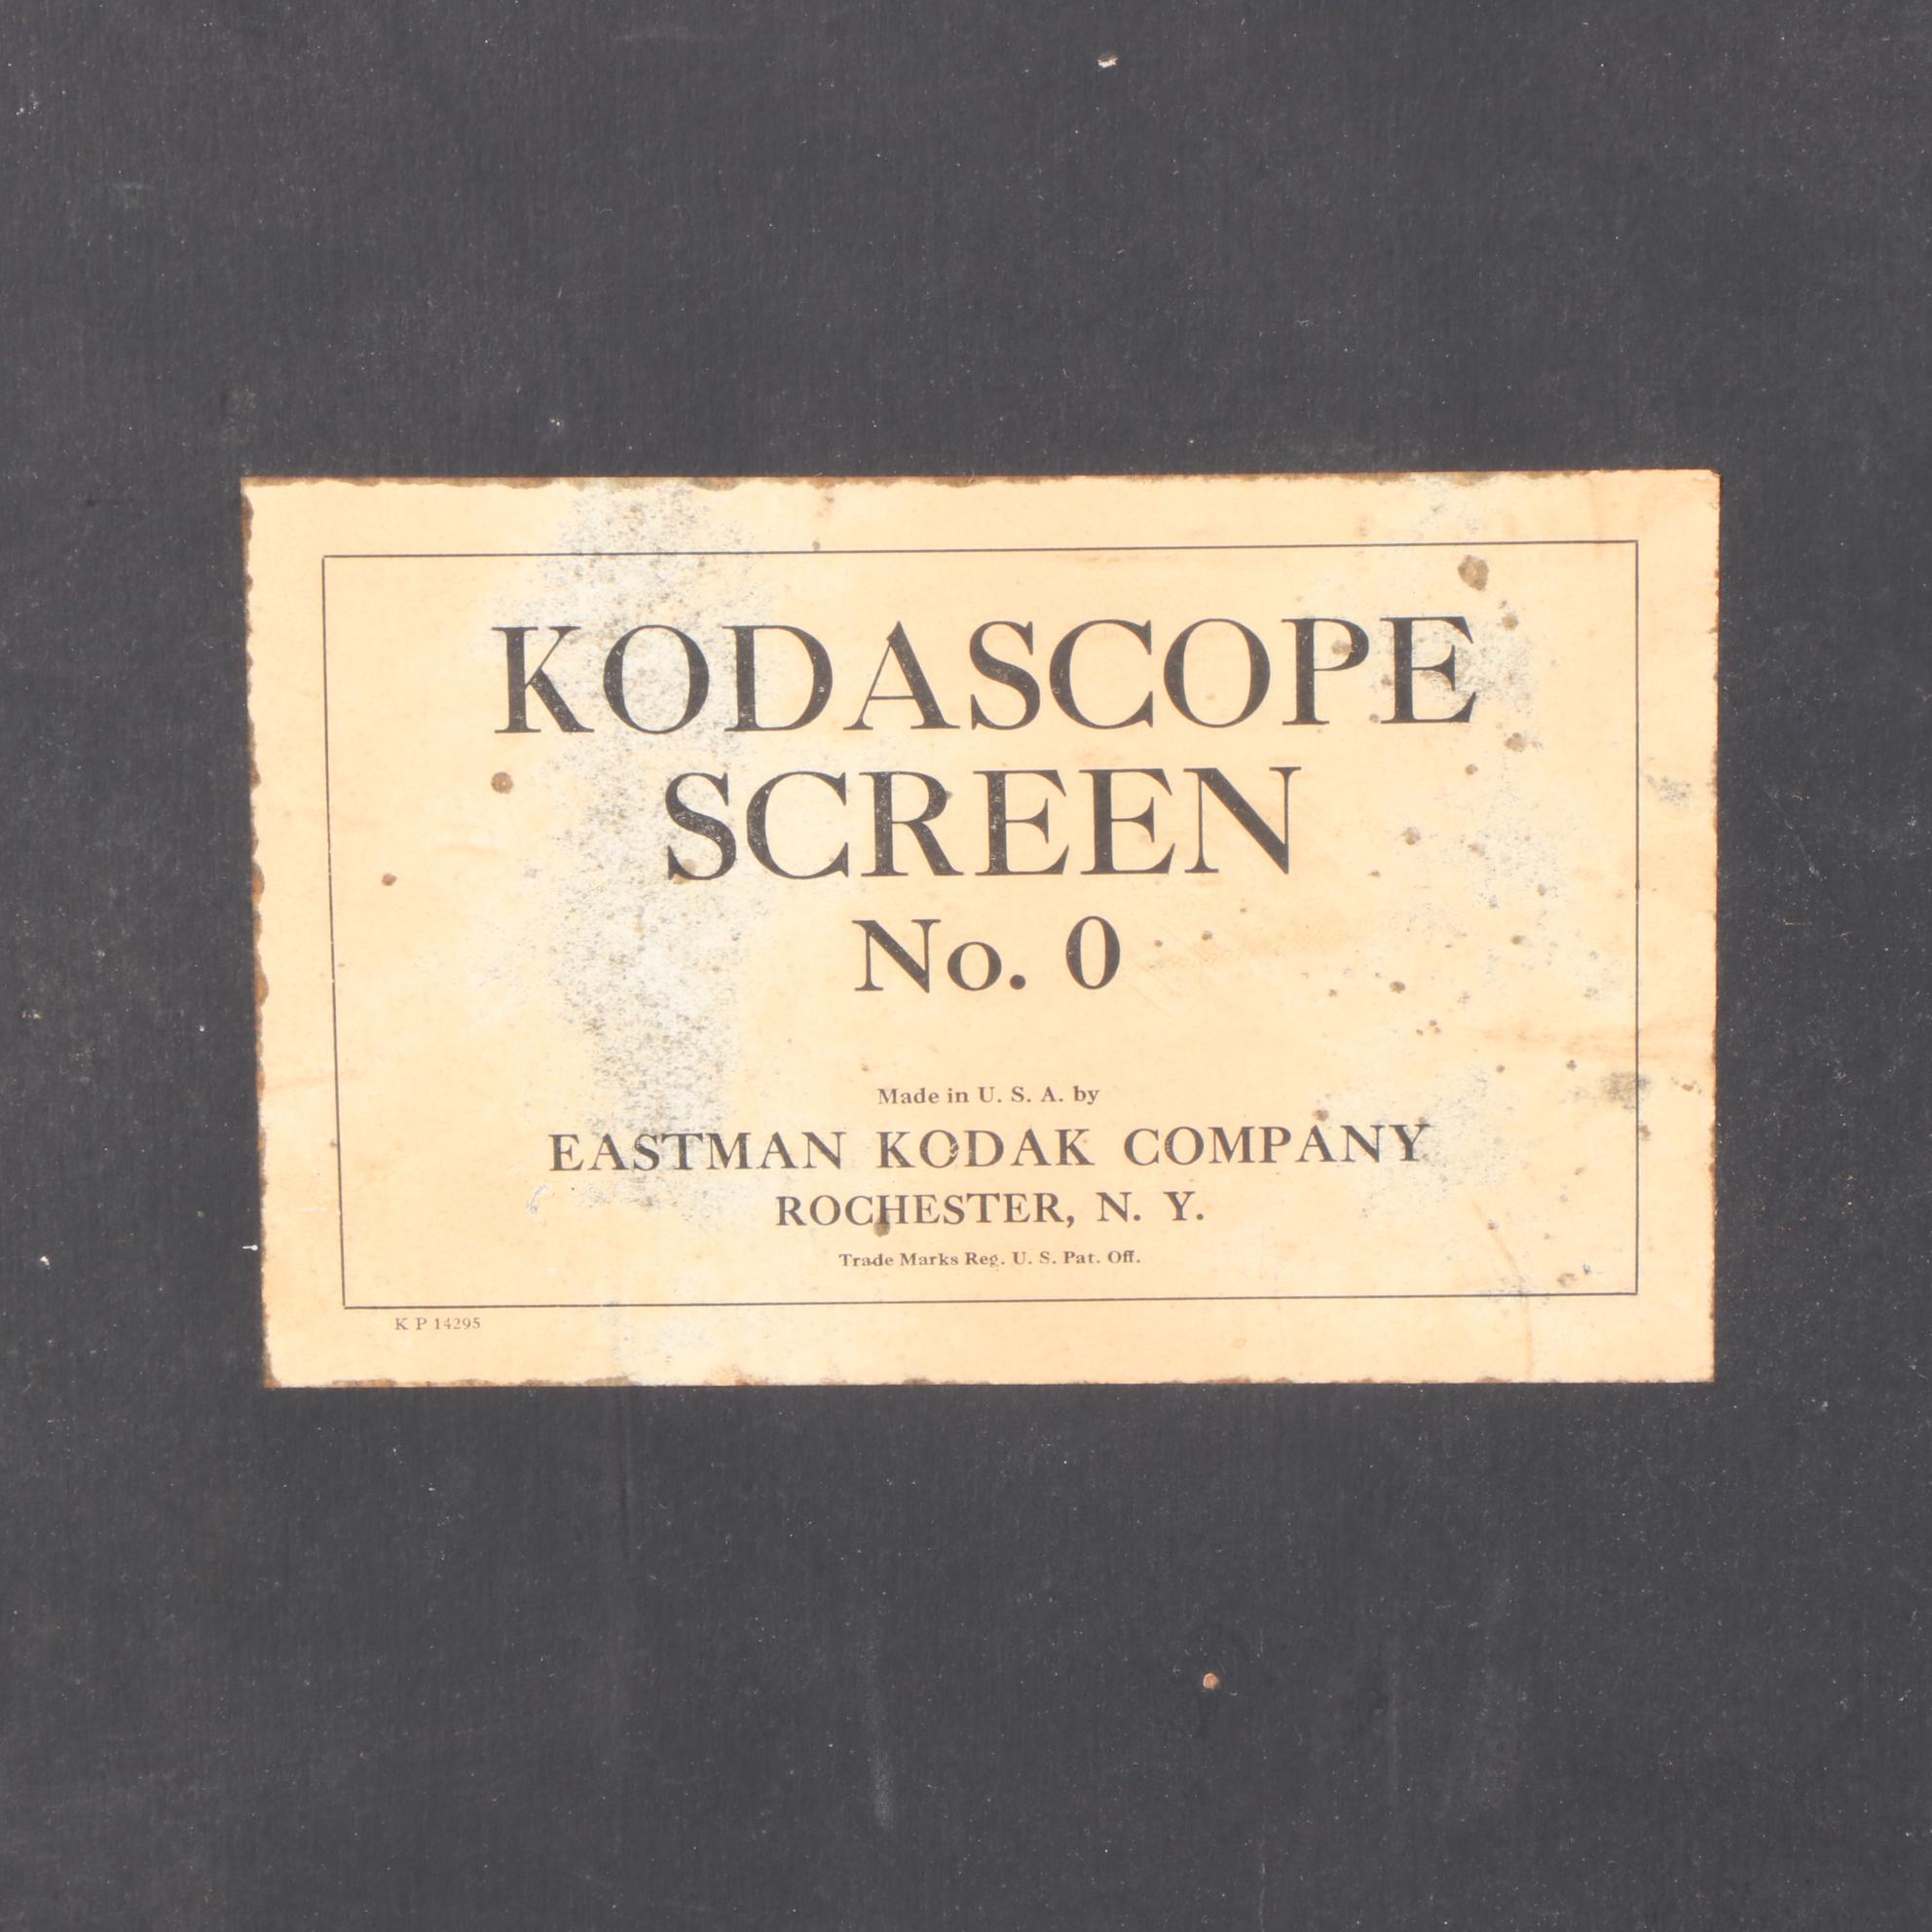 KODASCOPE
SCREEN
No. 0
Made in U. S. A. by
EASTMAN KODAK COMPANY
ROCHESTER, N. Y.
Trade Marks Reg. U. S. Pat. Off.
K P 14295